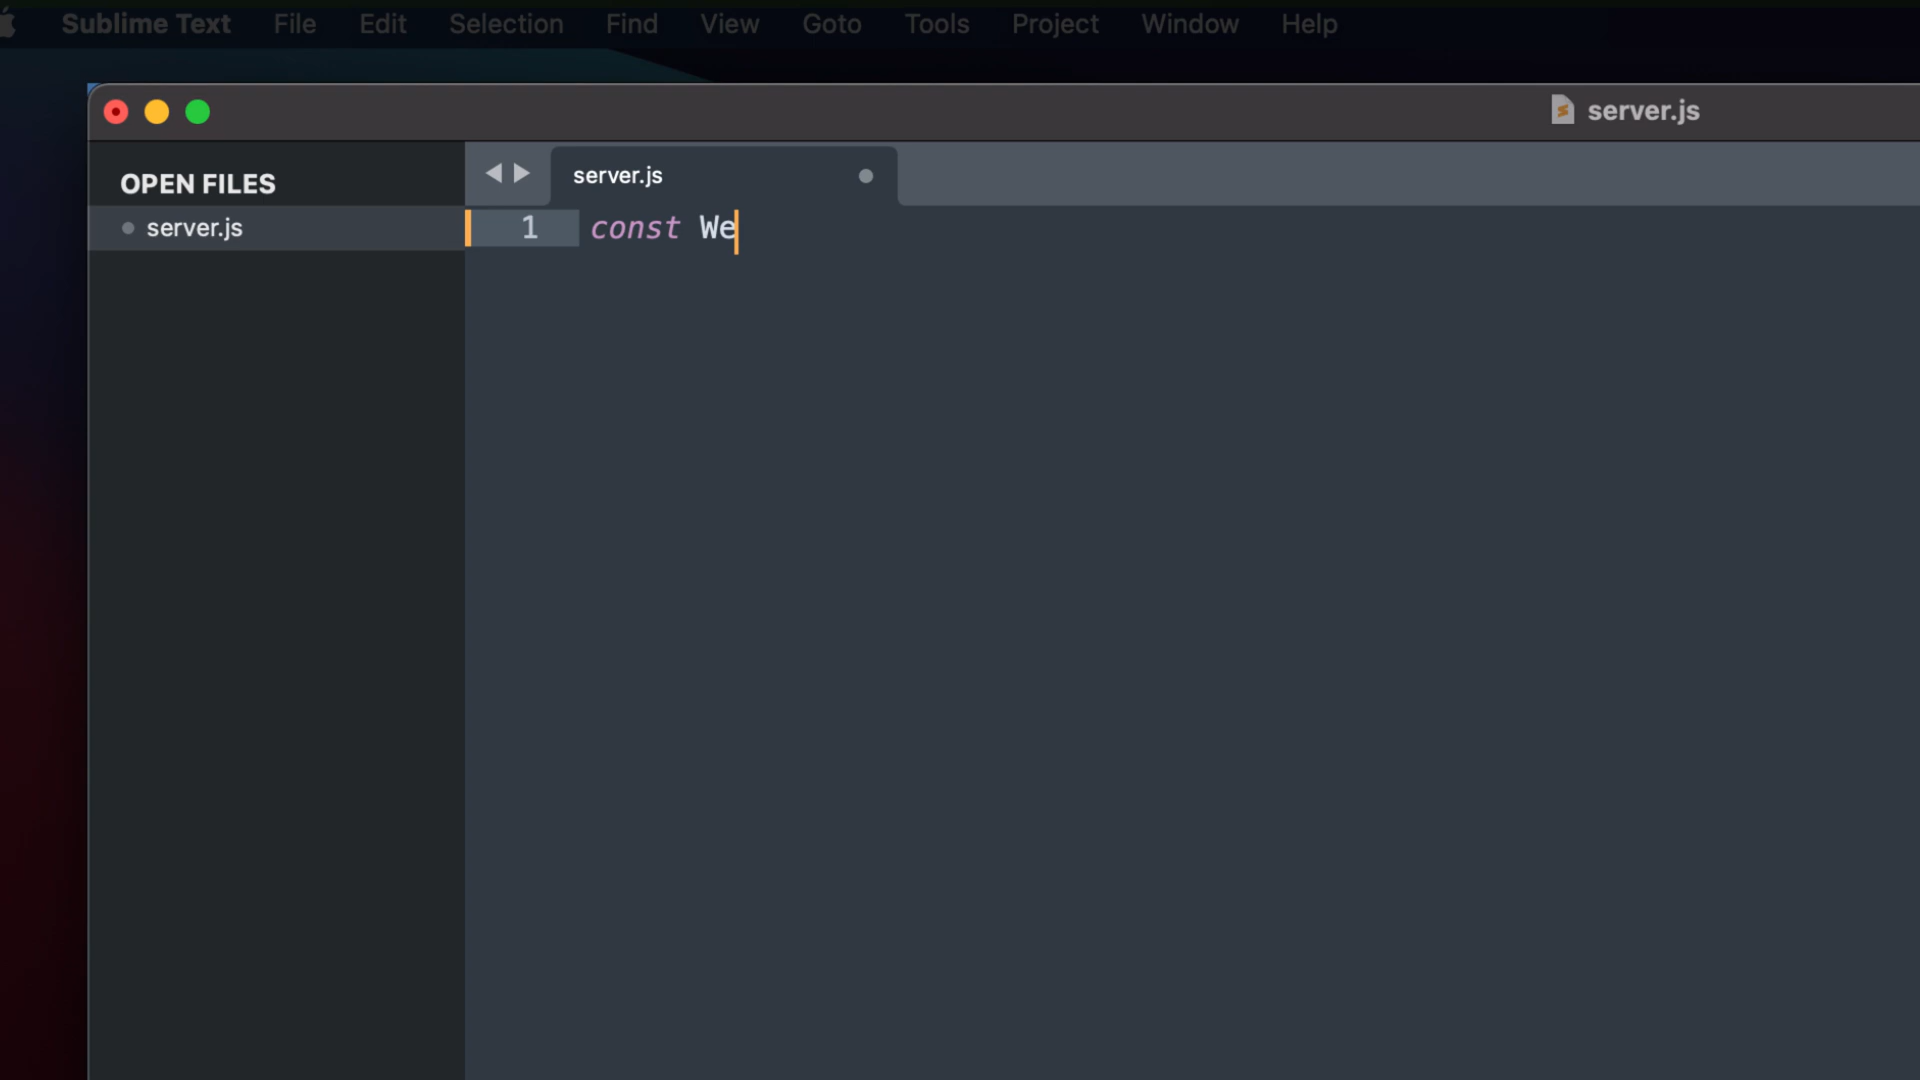 Sublime Text File Edit Selection Find View Goto Tools Project Window Help
server.js
OPEN FILES
server.js
server.js
1 const We